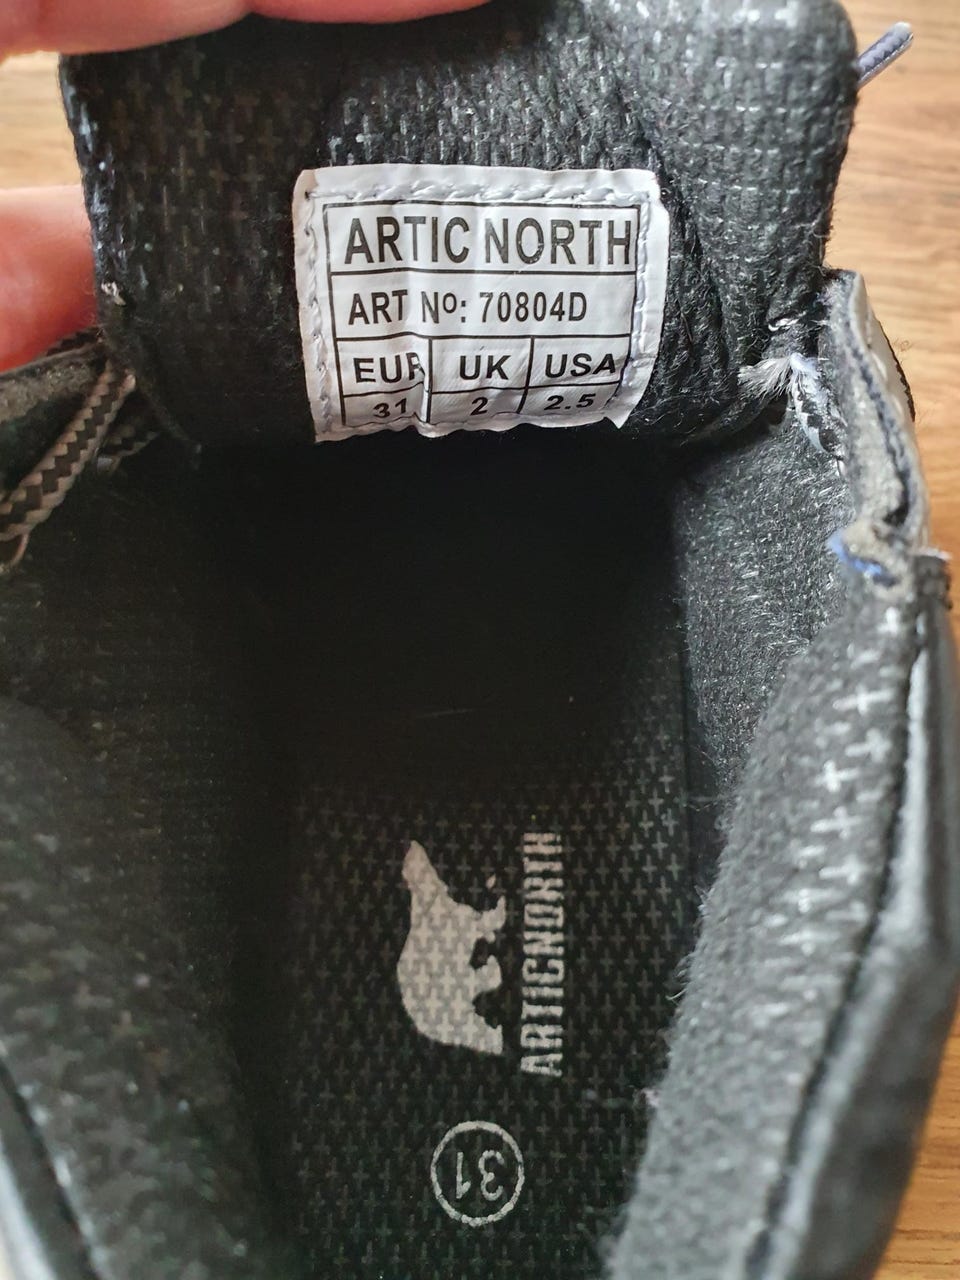 ARTIC NORTH
ART Nº: 70804D
EUR UK USA
31 2 2.5
ARTICNORTH
31